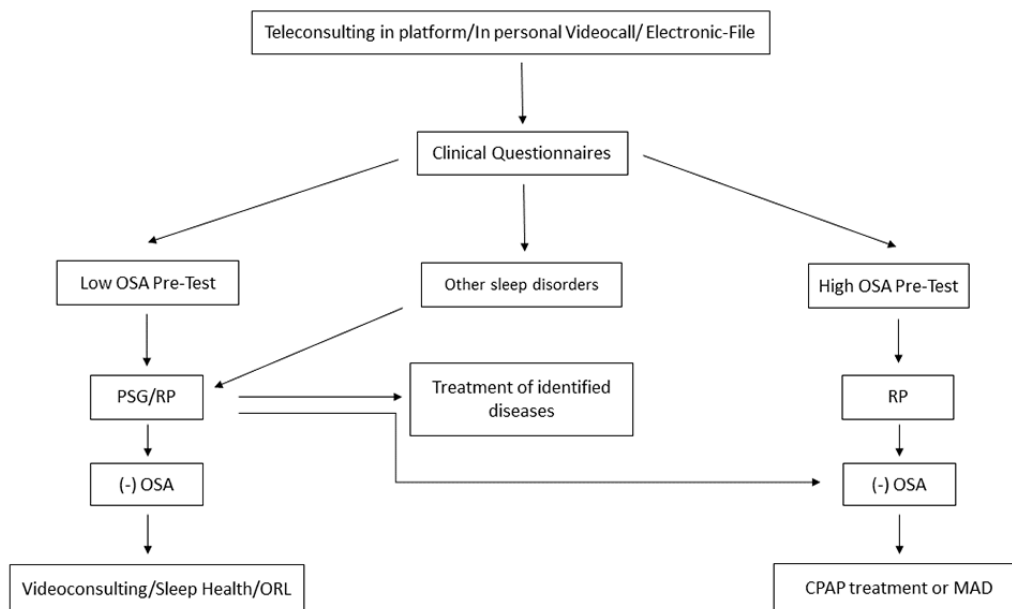 Teleconsulting in platform/In personal Videocall/ Electronic-File
Clinical Questionnaires
Low OSA Pre-Test
Other sleep disorders
High OSA Pre-Test
PSG/RP
Treatment of identified
diseases
RP
(-) OSA
(-) OSA
Videoconsulting/Sleep Health/ORL
CPAP treatment or MAD